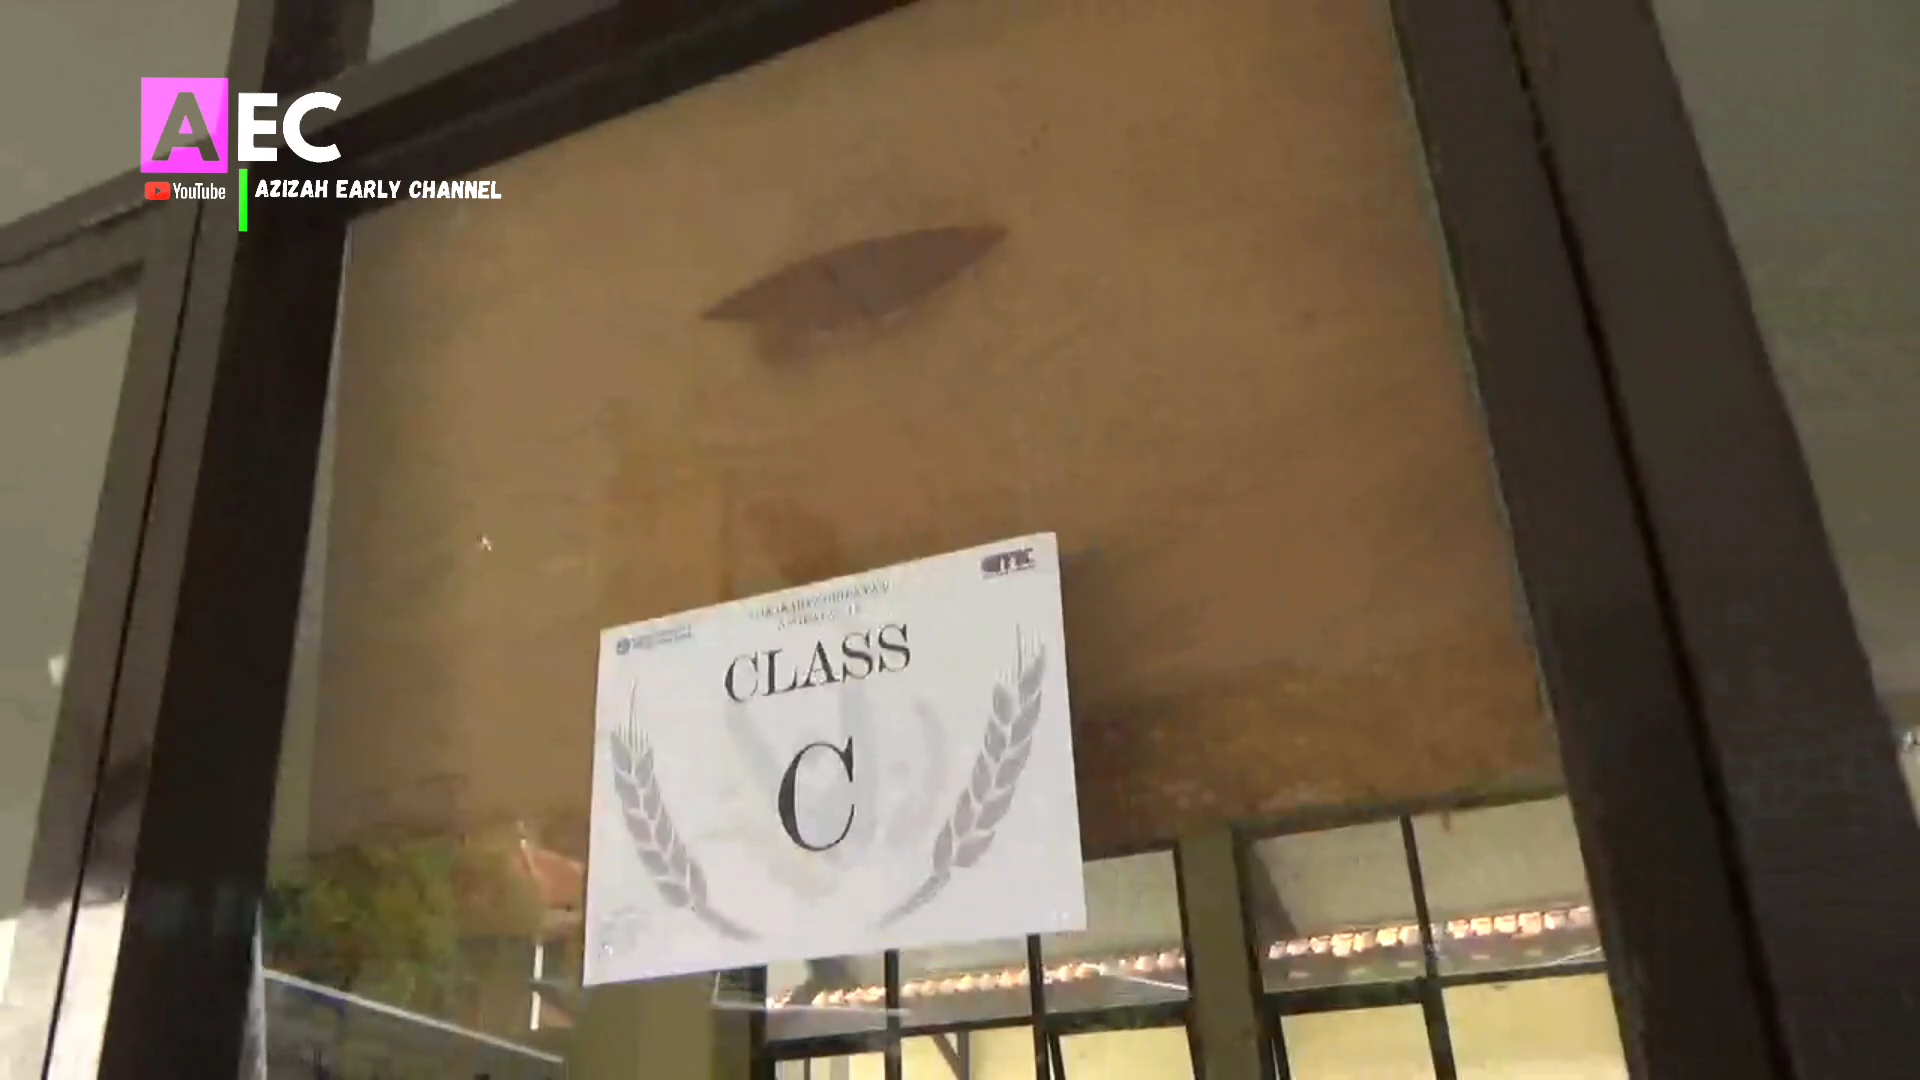 AEC
YouTube
AZIZAH EARLY CHANNEL
CLASS
C